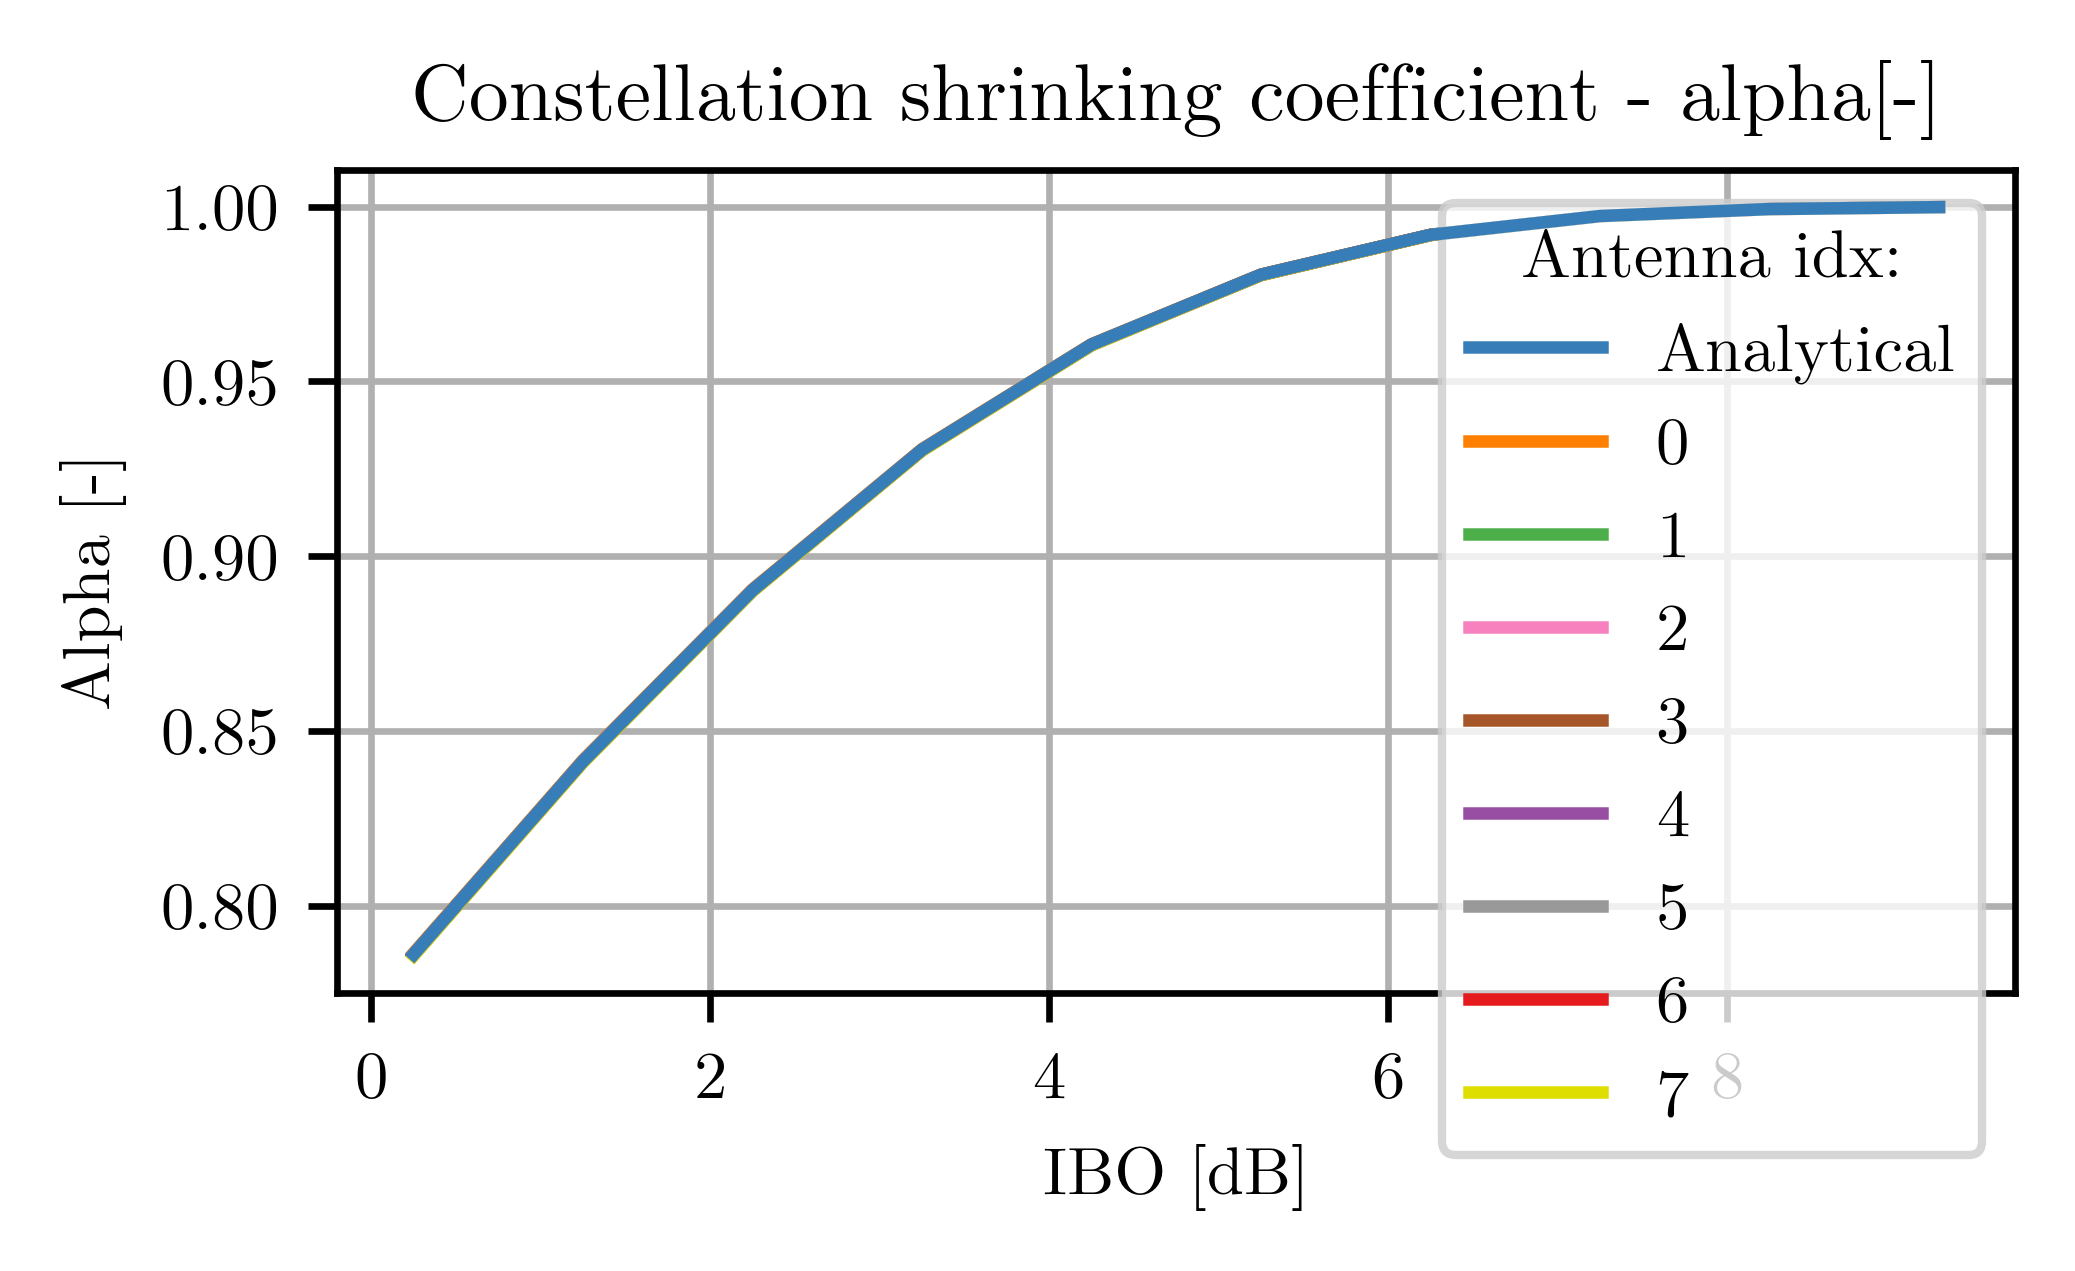 Constellation shrinking coefficient - alpha[-]
Alpha [-]
1.00
0.95
0.90
0.85
0.80
0 2 4 6 8
IBO [dB]
Antenna idx:
Analytical
0
1
2
3
4
5
6
7